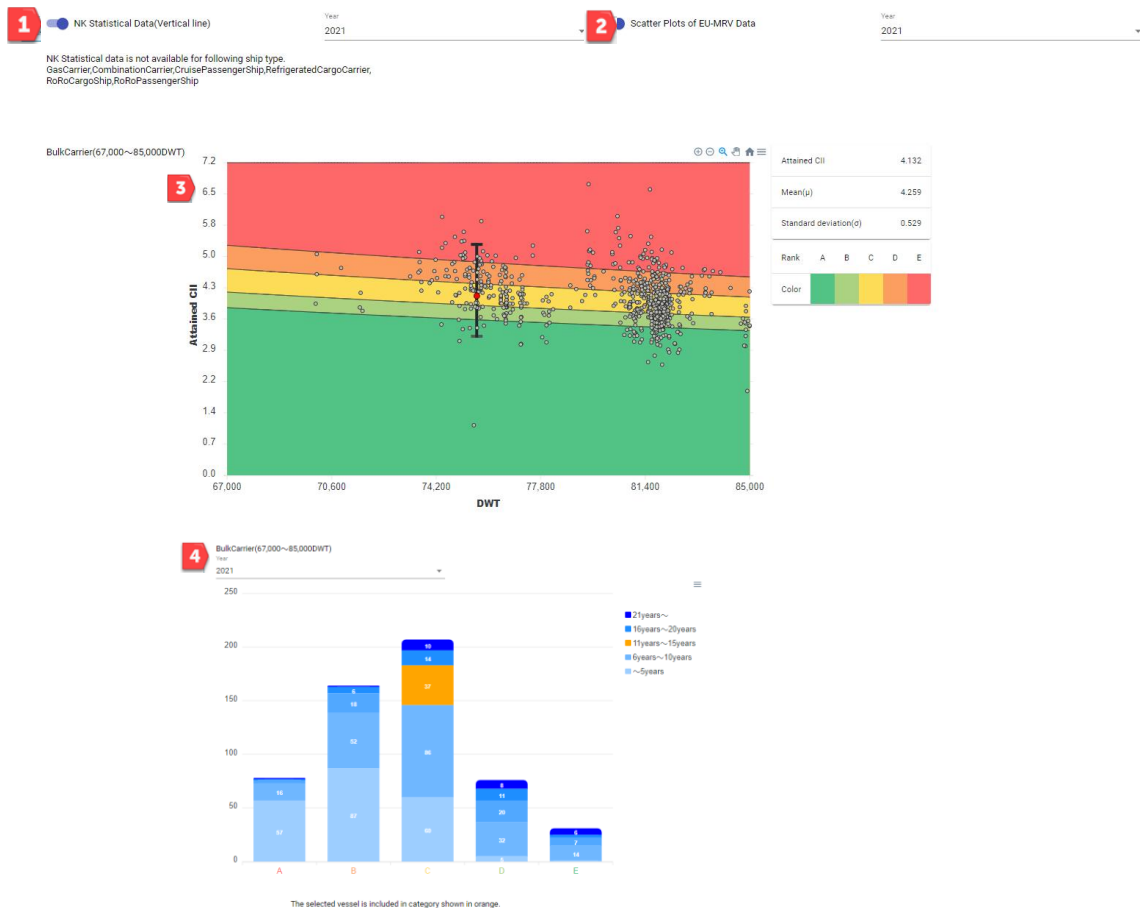 1
NK Statistical Data(Vertical line)
Year
2021
2
Scatter Plots of EU-MRV Data
Year
2021
NK Statistical data is not available for following ship type.
GasCarrier,CombinationCarrier,CruisePassengerShip,RefrigeratedCargoCarrier,
RoRoCargoShip,RoRoPassengerShip
BulkCarrier(67,000～85,000DWT)
3
7.2
6.5
5.8
5.0
4.3
3.6
2.9
2.2
1.4
0.7
0.0
Attained CII
67,000 70,600 74,200 77,800 81,400 85,000
DWT
Attained CII 4.132
Mean(μ) 4.259
Standard deviation(σ) 0.529
Rank A B C D E
Color
4
BulkCarrier(67,000～85,000DWT)
Year
2021
250
200
150
100
50
0
57
16
52
18
6
86
37
14
10
5
32
20
11
8
14
7
6
A B C D E
21years～
16years～20years
11years～15years
6years～10years
～5years
The selected vessel is included in category shown in orange.